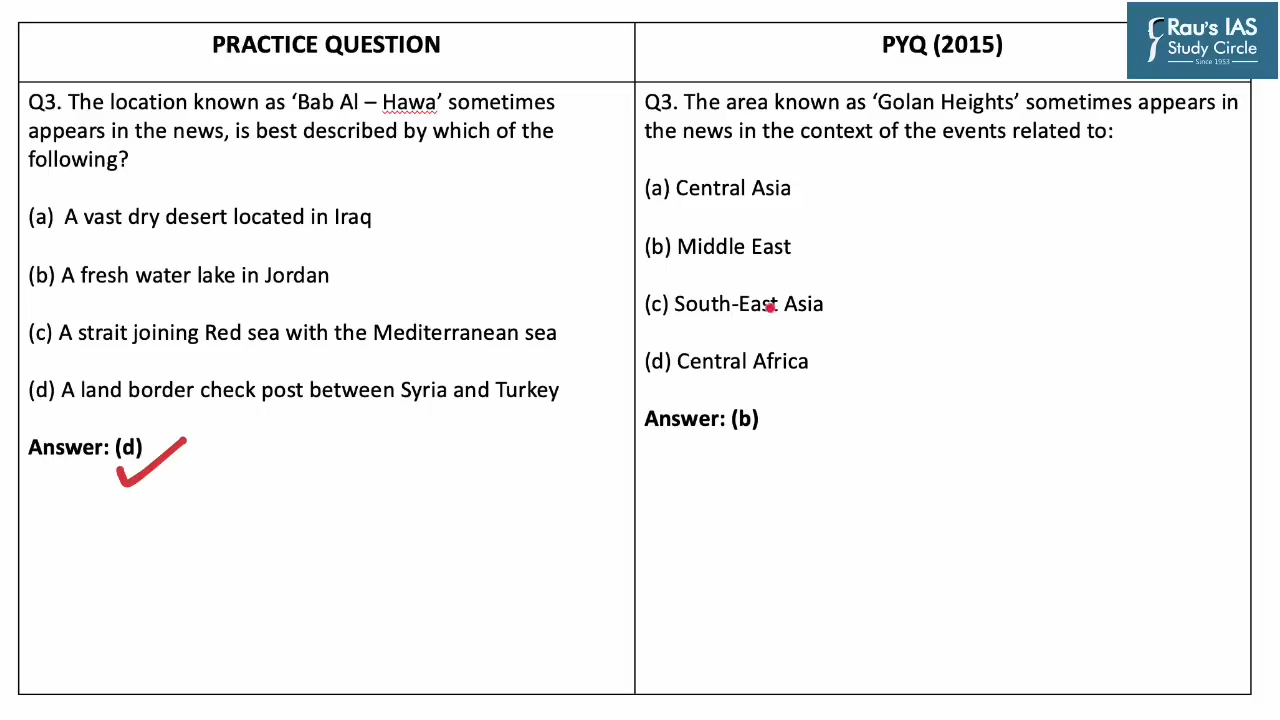 PRACTICE QUESTION
Q3. The location known as ‘Bab Al – Hawa’ sometimes
appears in the news, is best described by which of the
following?
(a) A vast dry desert located in Iraq
(b) A fresh water lake in Jordan
(c) A strait joining Red sea with the Mediterranean sea
(d) A land border check post between Syria and Turkey
Answer: (d)
PYQ (2015)
Q3. The area known as ‘Golan Heights’ sometimes appears in
the news in the context of the events related to:
(a) Central Asia
(b) Middle East
(c) South-East Asia
(d) Central Africa
Answer: (b)
Rau's IAS
Study Circle
Since 1953